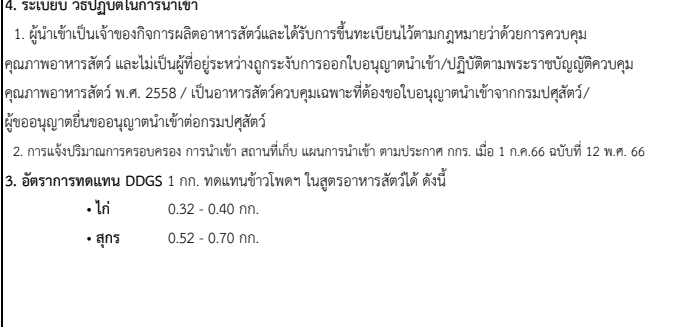 4. ระเบียบ วิธีปฏิบัติในการนำเข้า
1. ผู้นำเข้าเป็นเจ้าของกิจการผลิตอาหารสัตว์และได้รับการขึ้นทะเบียนไว้ตามกฎหมายว่าด้วยการควบคุม
คุณภาพอาหารสัตว์ และไม่เป็นผู้ที่อยู่ระหว่างถูกระงับการออกใบอนุญาตนำเข้า/ปฏิบัติตามพระราชบัญญัติควบคุม
คุณภาพอาหารสัตว์ พ.ศ. 2558 / เป็นอาหารสัตว์ควบคุมเฉพาะที่ต้องขอใบอนุญาตนำเข้าจากกรมปศุสัตว์/
ผู้ขออนุญาตยื่นขออนุญาตนำเข้าต่อกรมปศุสัตว์
2. การแจ้งปริมาณการครอบครอง การนำเข้า สถานที่เก็บ แผนการนำเข้า ตามประกาศ กกร. เมื่อ 1 ก.ค.66 ฉบับที่ 12 พ.ศ. 66
3. อัตราการทดแทน DDGS 1 กก. ทดแทนข้าวโพดฯ ในสูตรอาหารสัตว์ได้ ดังนี้
• ไก่ 0.32 - 0.40 กก.
• สุกร 0.52 - 0.70 กก.